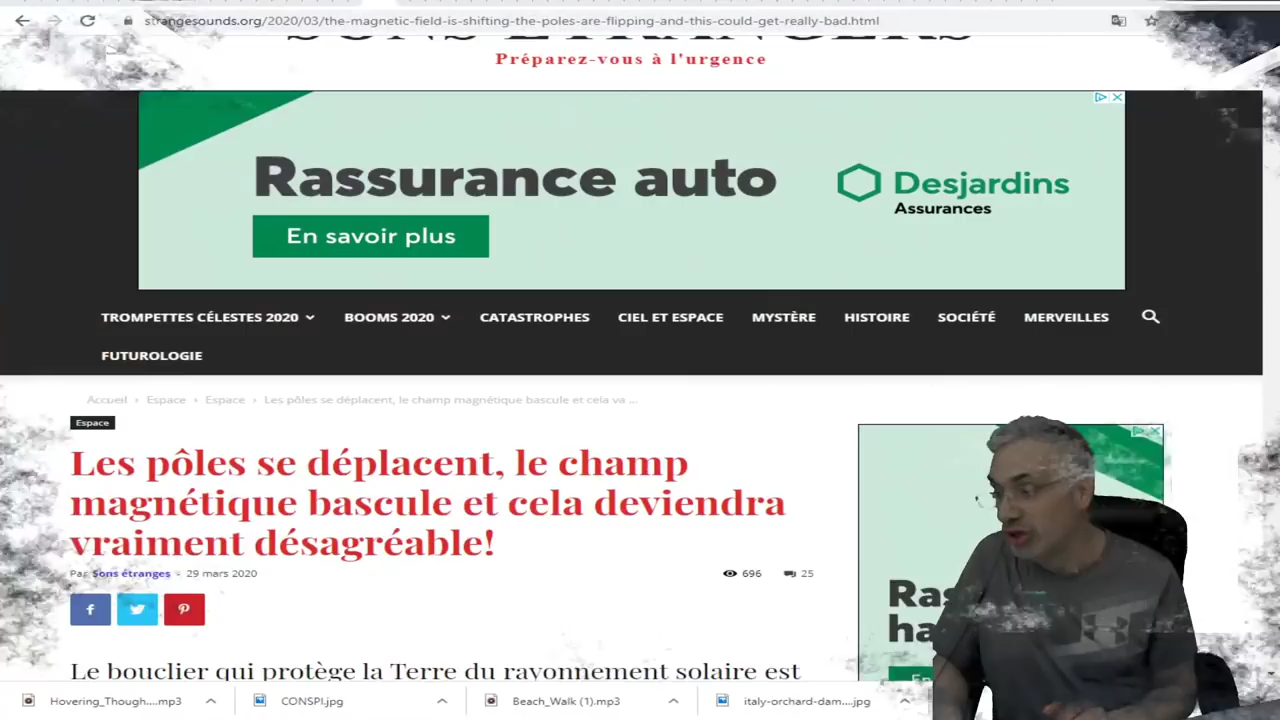 strangesounds.org/2020/03/the-magnetic-field-is-shifting-the-poles-are-flipping-and-this-could-get-really-bad.html
SONS ÉTRANGERS
Préparez-vous à l'urgence
Rassurance auto
Desjardins
Assurances
En savoir plus
TROMPETTES CÉLESTES 2020
BOOMS 2020
CATASTROPHES
CIEL ET ESPACE
MYSTÈRE
HISTOIRE
SOCIÉTÉ
MERVEILLES
FUTUROLOGIE
Accueil › Espace › Espace › Les pôles se déplacent, le champ magnétique bascule et cela va ...
Espace
Les pôles se déplacent, le champ
magnétique bascule et cela deviendra
vraiment désagréable!
Par Sons étranges - 29 mars 2020
696
25
Le bouclier qui protège la Terre du rayonnement solaire est
Hovering_Though....mp3
CONSPI.jpg
Beach_Walk (1).mp3
italy-orchard-dam....jpg